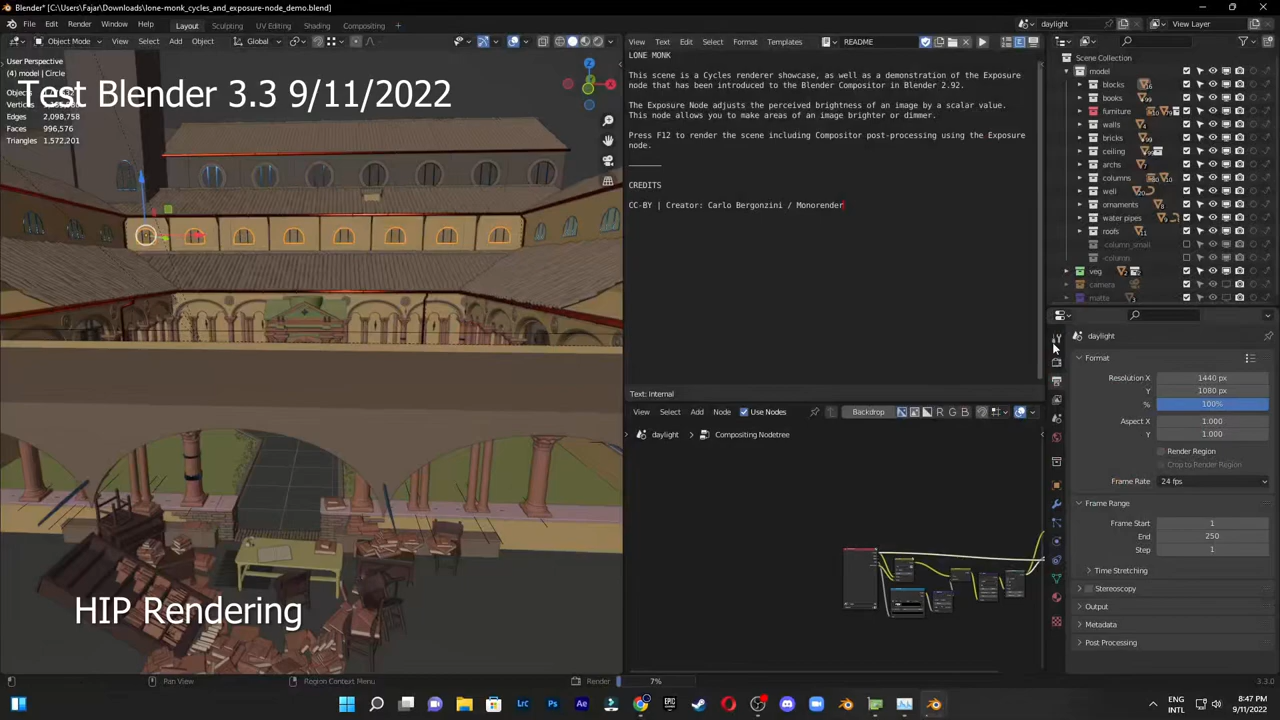 Blender* [C:\Users\Fajar\Downloads\lone-monk_cycles_and_exposure-node_demo.blend]
File Edit Render Window Help
Layout Sculpting UV Editing Shading Compositing
daylight
View Layer
Object Mode View Select Add Object Global
View Text Edit Select Format Templates README
User Perspective
(4) model | Circle
Objects
Vertices
Edges 2,098,758
Faces 996,576
Triangles 1,572,201
Test Blender 3.3 9/11/2022
HIP Rendering
LONE MONK
This scene is a Cycles renderer showcase, as well as a demonstration of the Exposure
node that has been introduced to the Blender Compositor in Blender 2.92.
The Exposure Node adjusts the perceived brightness of an image by a scalar value.
This node allows you to make areas of an image brighter or dimmer.
Press F12 to render the scene including Compositor post-processing using the Exposure
node.
CREDITS
CC-BY | Creator: Carlo Bergonzini / Monorender
Text: Internal
View Select Add Node Use Nodes Backdrop R G B
daylight > Compositing Nodetree
Scene Collection
model
blocks
books
furniture
walls
bricks
ceiling
archs
columns
well
ornaments
water pipes
roofs
-column_small
-column
veg
camera
matte
daylight
Format
Resolution X 1440 px
Y 1080 px
% 100%
Aspect X 1.000
Y 1.000
Render Region
Crop to Render Region
Frame Rate 24 fps
Frame Range
Frame Start 1
End 250
Step 1
Time Stretching
Stereoscopy
Output
Metadata
Post Processing
Pan View Region Context Menu Render 7% 3.3.0
ENG
INTL
8:47 PM
9/11/2022